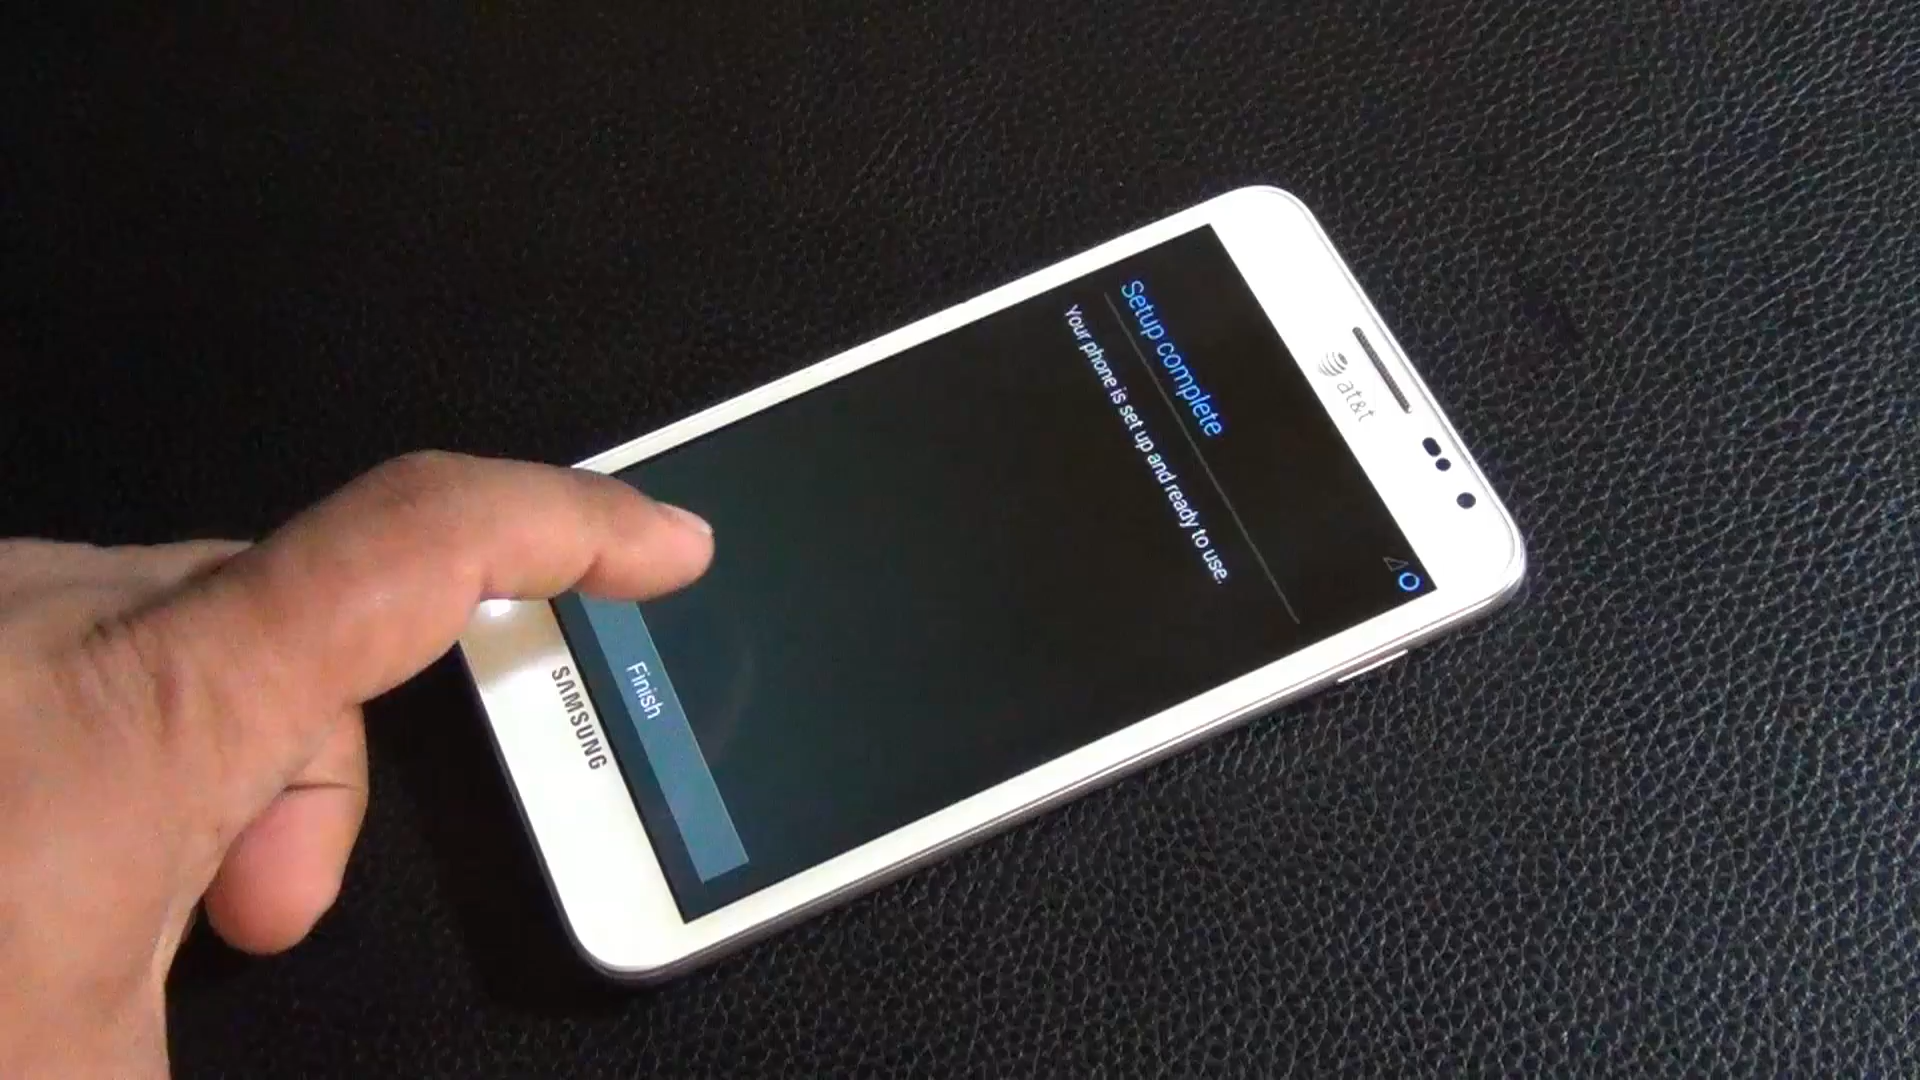 at&t
Setup complete
Your phone is set up and ready to use.
Finish
SAMSUNG